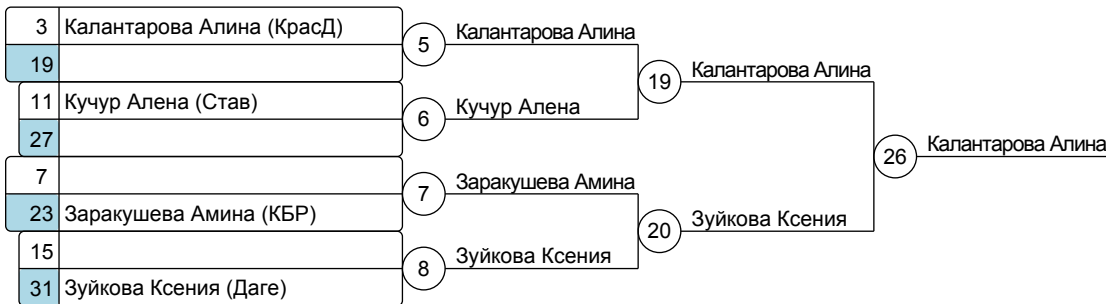 3 Калантарова Алина (КрасД)
19
11 Кучур Алена (Став)
27
7
23 Заракушева Амина (КБР)
15
31 Зуйкова Ксения (Даге)
5 Калантарова Алина
6 Кучур Алена
7 Заракушева Амина
8 Зуйкова Ксения
19 Калантарова Алина
20 Зуйкова Ксения
26 Калантарова Алина